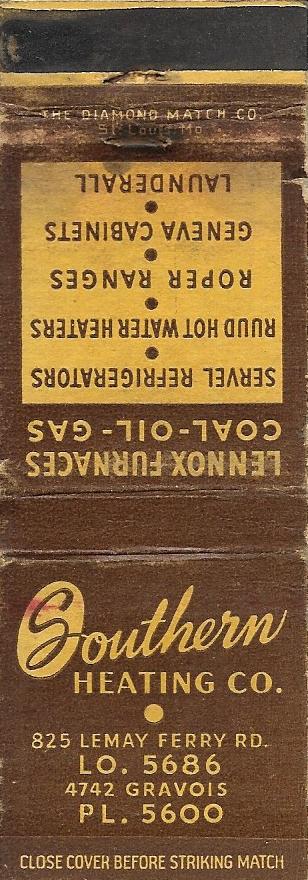 THE DIAMOND MATCH CO.
St. Louis Mo
LENNOX FURNACES
COAL-OIL-GAS
SERVEL REFRIGERATORS
RUUD HOT WATER HEATERS
ROPER RANGES
GENEVA CABINETS
LAUNDERALL
Southern
HEATING CO.
825 LEMAY FERRY RD.
LO. 5686
4742 GRAVOIS
PL. 5600
CLOSE COVER BEFORE STRIKING MATCH